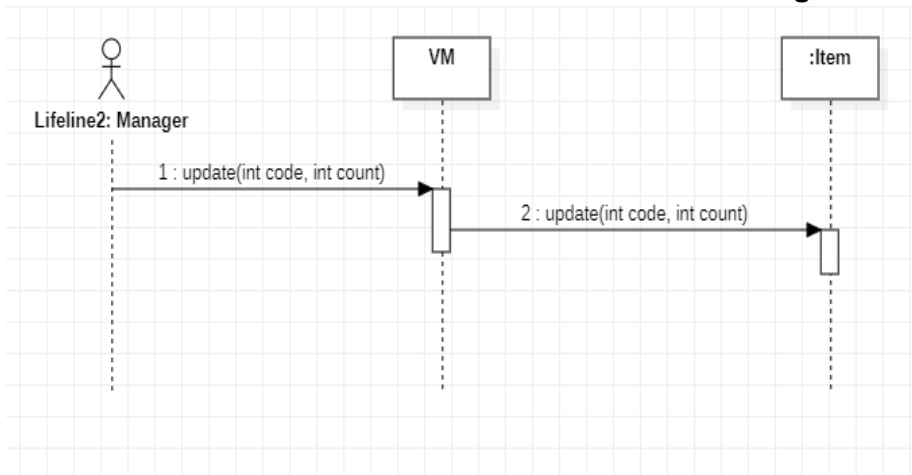 VM
:Item
Lifeline2: Manager
1 : update(int code, int count)
2 : update(int code, int count)